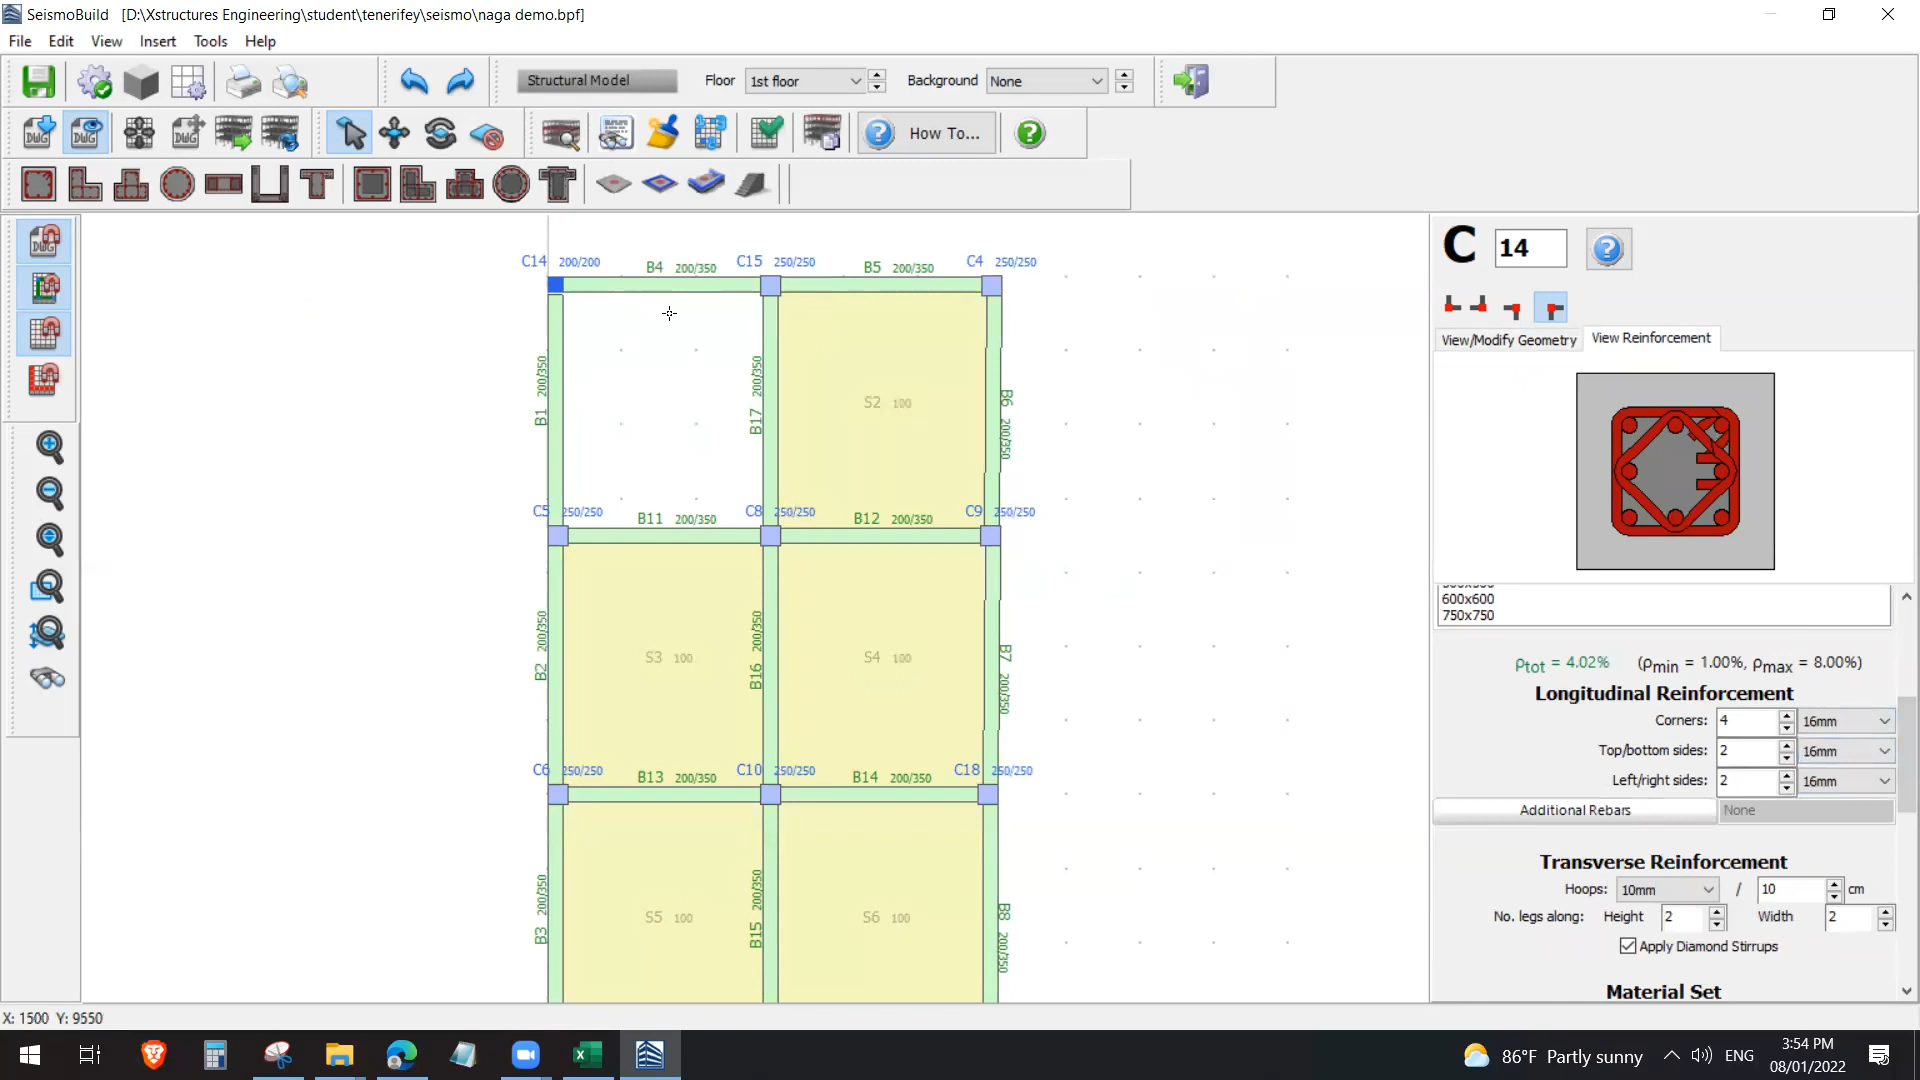 SeismoBuild [D:\Xstructures Engineering\student\tenerifey\seismo\naga demo.bpf]
File Edit View Insert Tools Help
Structural Model Floor 1st floor Background None
DWG DWG DWG How To...
DWG
C 14
View/Modify Geometry View Reinforcement
C14 200/200 B4 200/350 C15 250/250 B5 200/350 C4 250/250
B1 200/350 B17 200/350 S2 100 B6 200/350
C5 250/250 B11 200/350 C8 250/250 B12 200/350 C9 250/250
B2 200/350 S3 100 B16 200/350 S4 100 B7 200/350
C6 250/250 B13 200/350 C10 250/250 B14 200/350 C18 250/250
B3 200/350 S5 100 B15 200/350 S6 100 B8 200/350
600x600
750x750
ρtot = 4.02% (ρmin = 1.00%, ρmax = 8.00%)
Longitudinal Reinforcement
Corners: 4 16mm
Top/bottom sides: 2 16mm
Left/right sides: 2 16mm
Additional Rebars None
Transverse Reinforcement
Hoops: 10mm / 10 cm
No. legs along: Height 2 Width 2
Apply Diamond Stirrups
Material Set
X: 1500 Y: 9550
86°F Partly sunny ENG 3:54 PM
08/01/2022